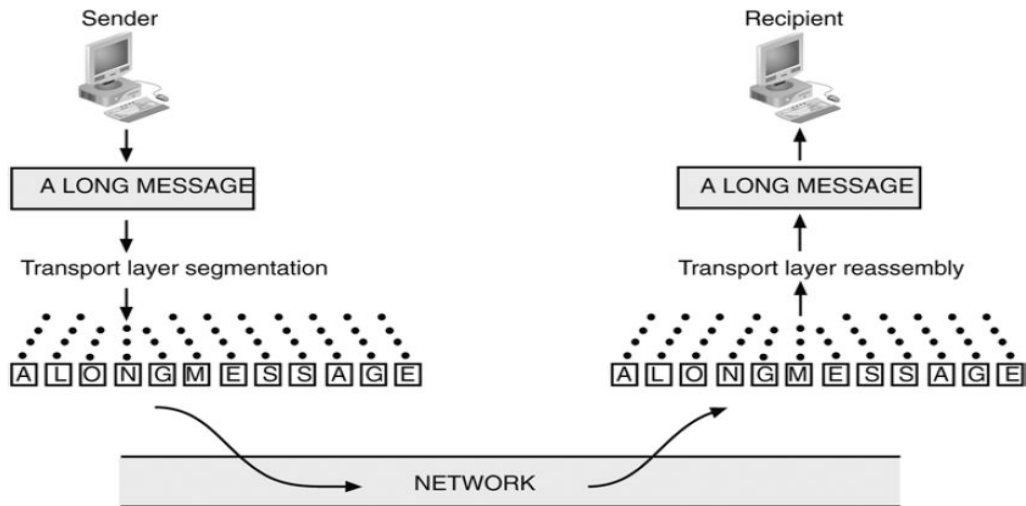 Sender
Recipient
A LONG MESSAGE
A LONG MESSAGE
Transport layer segmentation
Transport layer reassembly
A L O N G M E S S A G E
A L O N G M E S S A G E
NETWORK